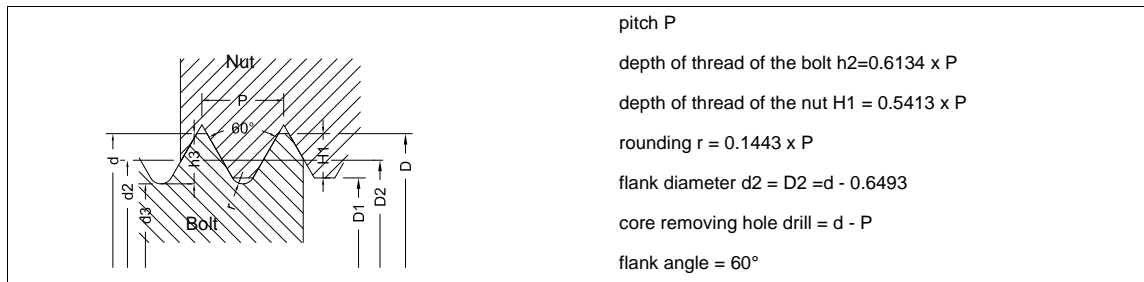 Nut
P
60°
h3
H1
d
d2
d3
r
D1
D2
D
Bolt
pitch P
depth of thread of the bolt h2=0.6134 x P
depth of thread of the nut H1 = 0.5413 x P
rounding r = 0.1443 x P
flank diameter d2 = D2 =d - 0.6493
core removing hole drill = d - P
flank angle = 60°